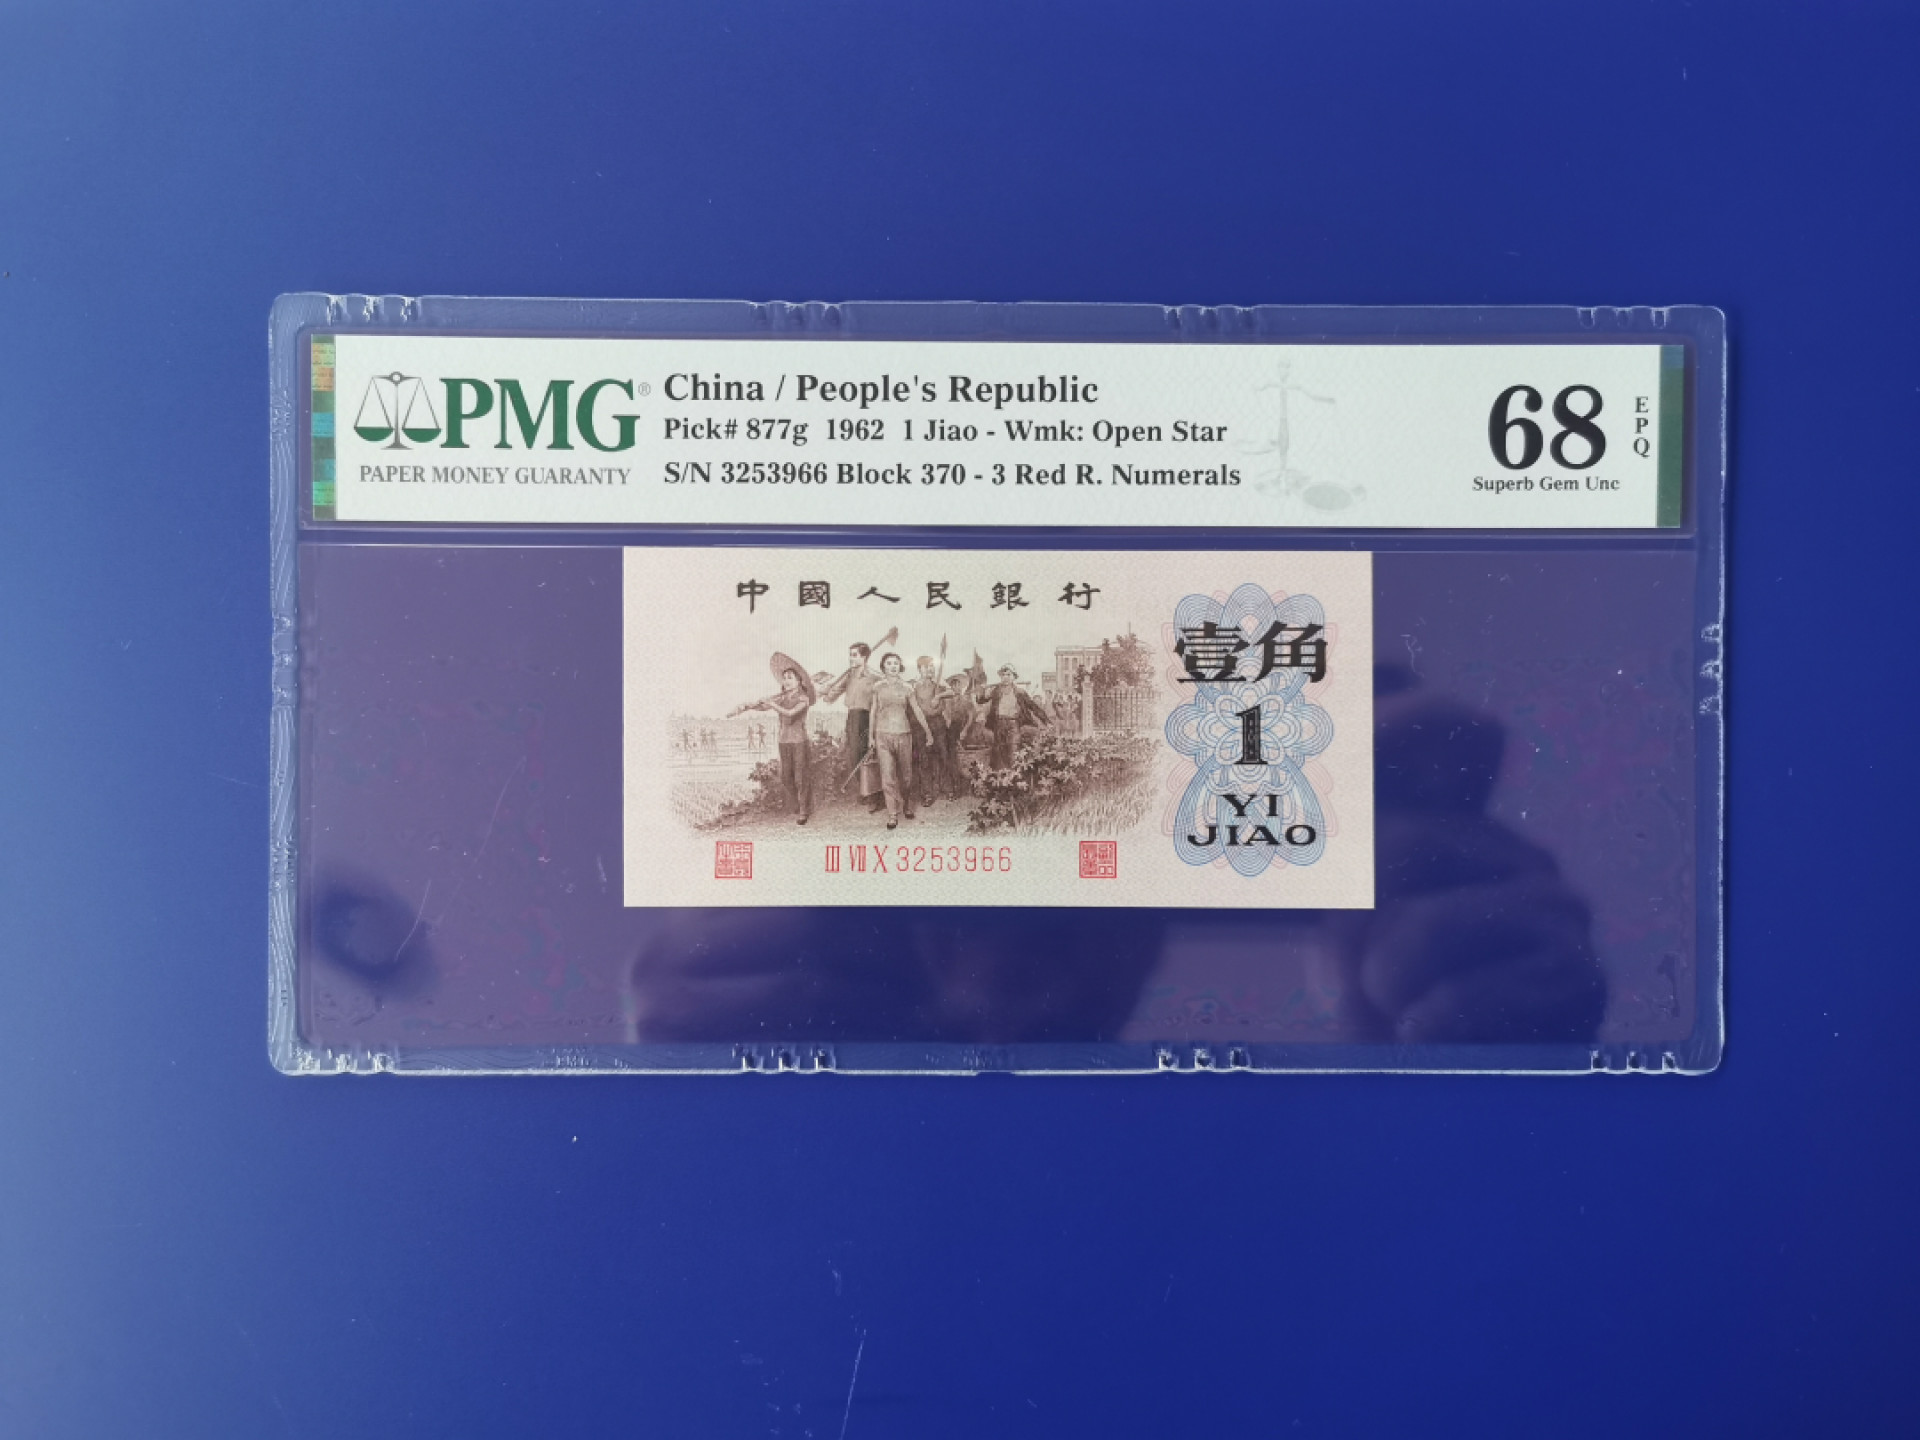 PMG®
PAPER MONEY GUARANTY
China / People's Republic
Pick# 877g 1962 1 Jiao - Wmk: Open Star
S/N 3253966 Block 370 - 3 Red R. Numerals
68
EPQ
Superb Gem Unc
中國人民銀行
壹角
1
YI
JIAO
III VII X 3253966